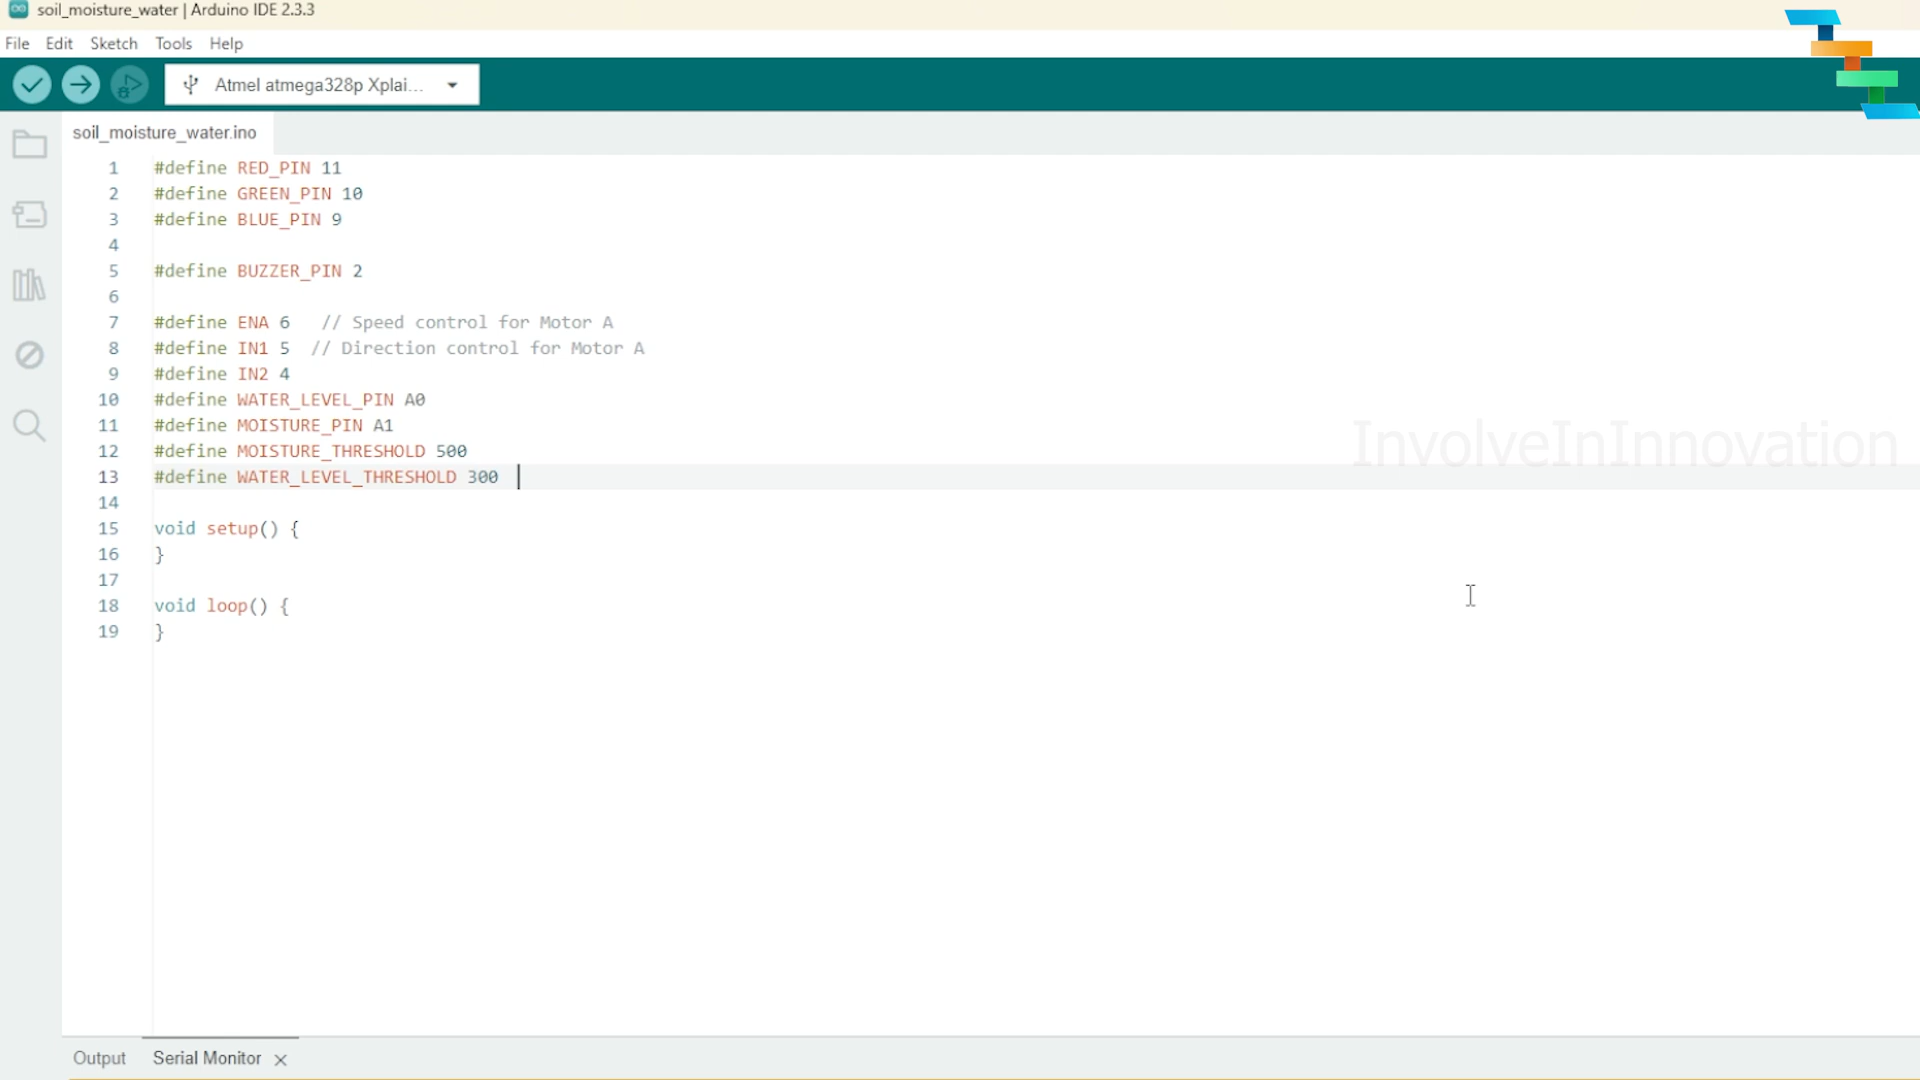 soil_moisture_water | Arduino IDE 2.3.3
File Edit Sketch Tools Help
Atmel atmega328p Xplai...
soil_moisture_water.ino
1 #define RED_PIN 11
2 #define GREEN_PIN 10
3 #define BLUE_PIN 9
4
5 #define BUZZER_PIN 2
6
7 #define ENA 6 // Speed control for Motor A
8 #define IN1 5 // Direction control for Motor A
9 #define IN2 4
10 #define WATER_LEVEL_PIN A0
11 #define MOISTURE_PIN A1
12 #define MOISTURE_THRESHOLD 500
13 #define WATER_LEVEL_THRESHOLD 300
14
15 void setup() {
16 }
17
18 void loop() {
19 }
InvolveInInnovation
Output Serial Monitor